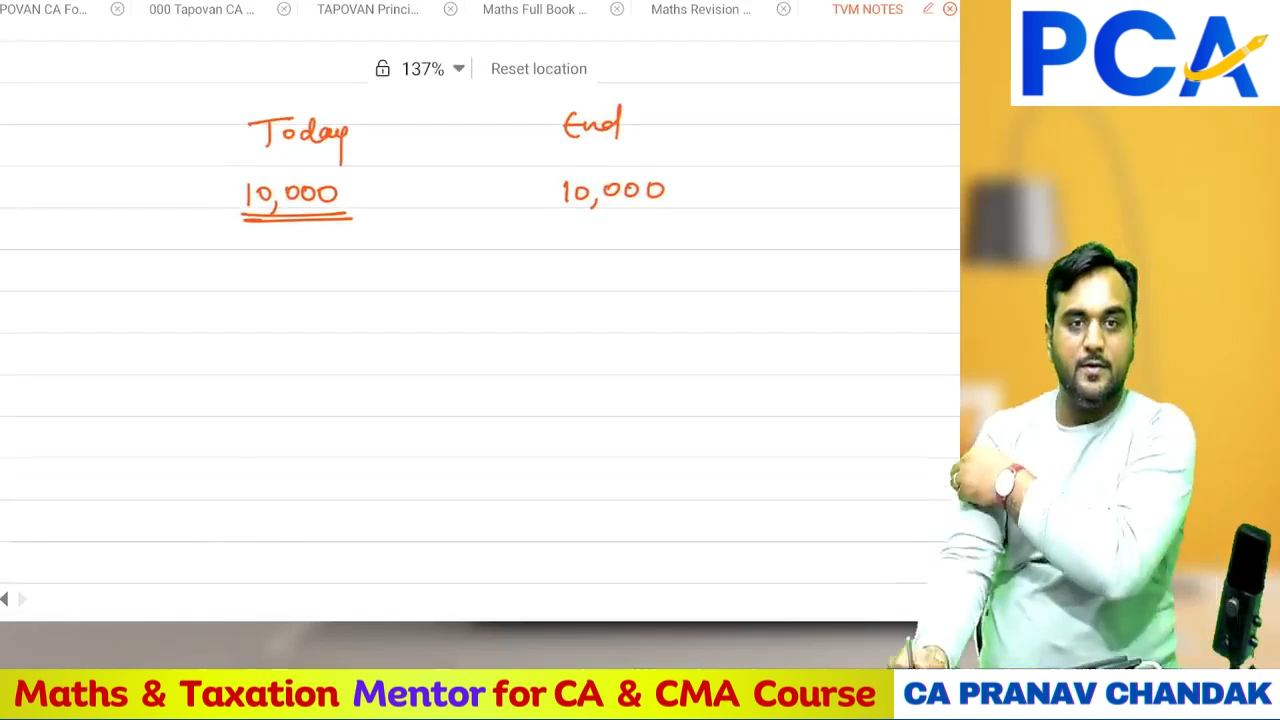 POVAN CA Fo... 000 Tapovan CA ... TAPOVAN Princi... Maths Full Book ... Maths Revision ... TVM NOTES
PCA
137% Reset location
Today End
10,000 10,000
Maths & Taxation Mentor for CA & CMA Course
CA PRANAV CHANDAK